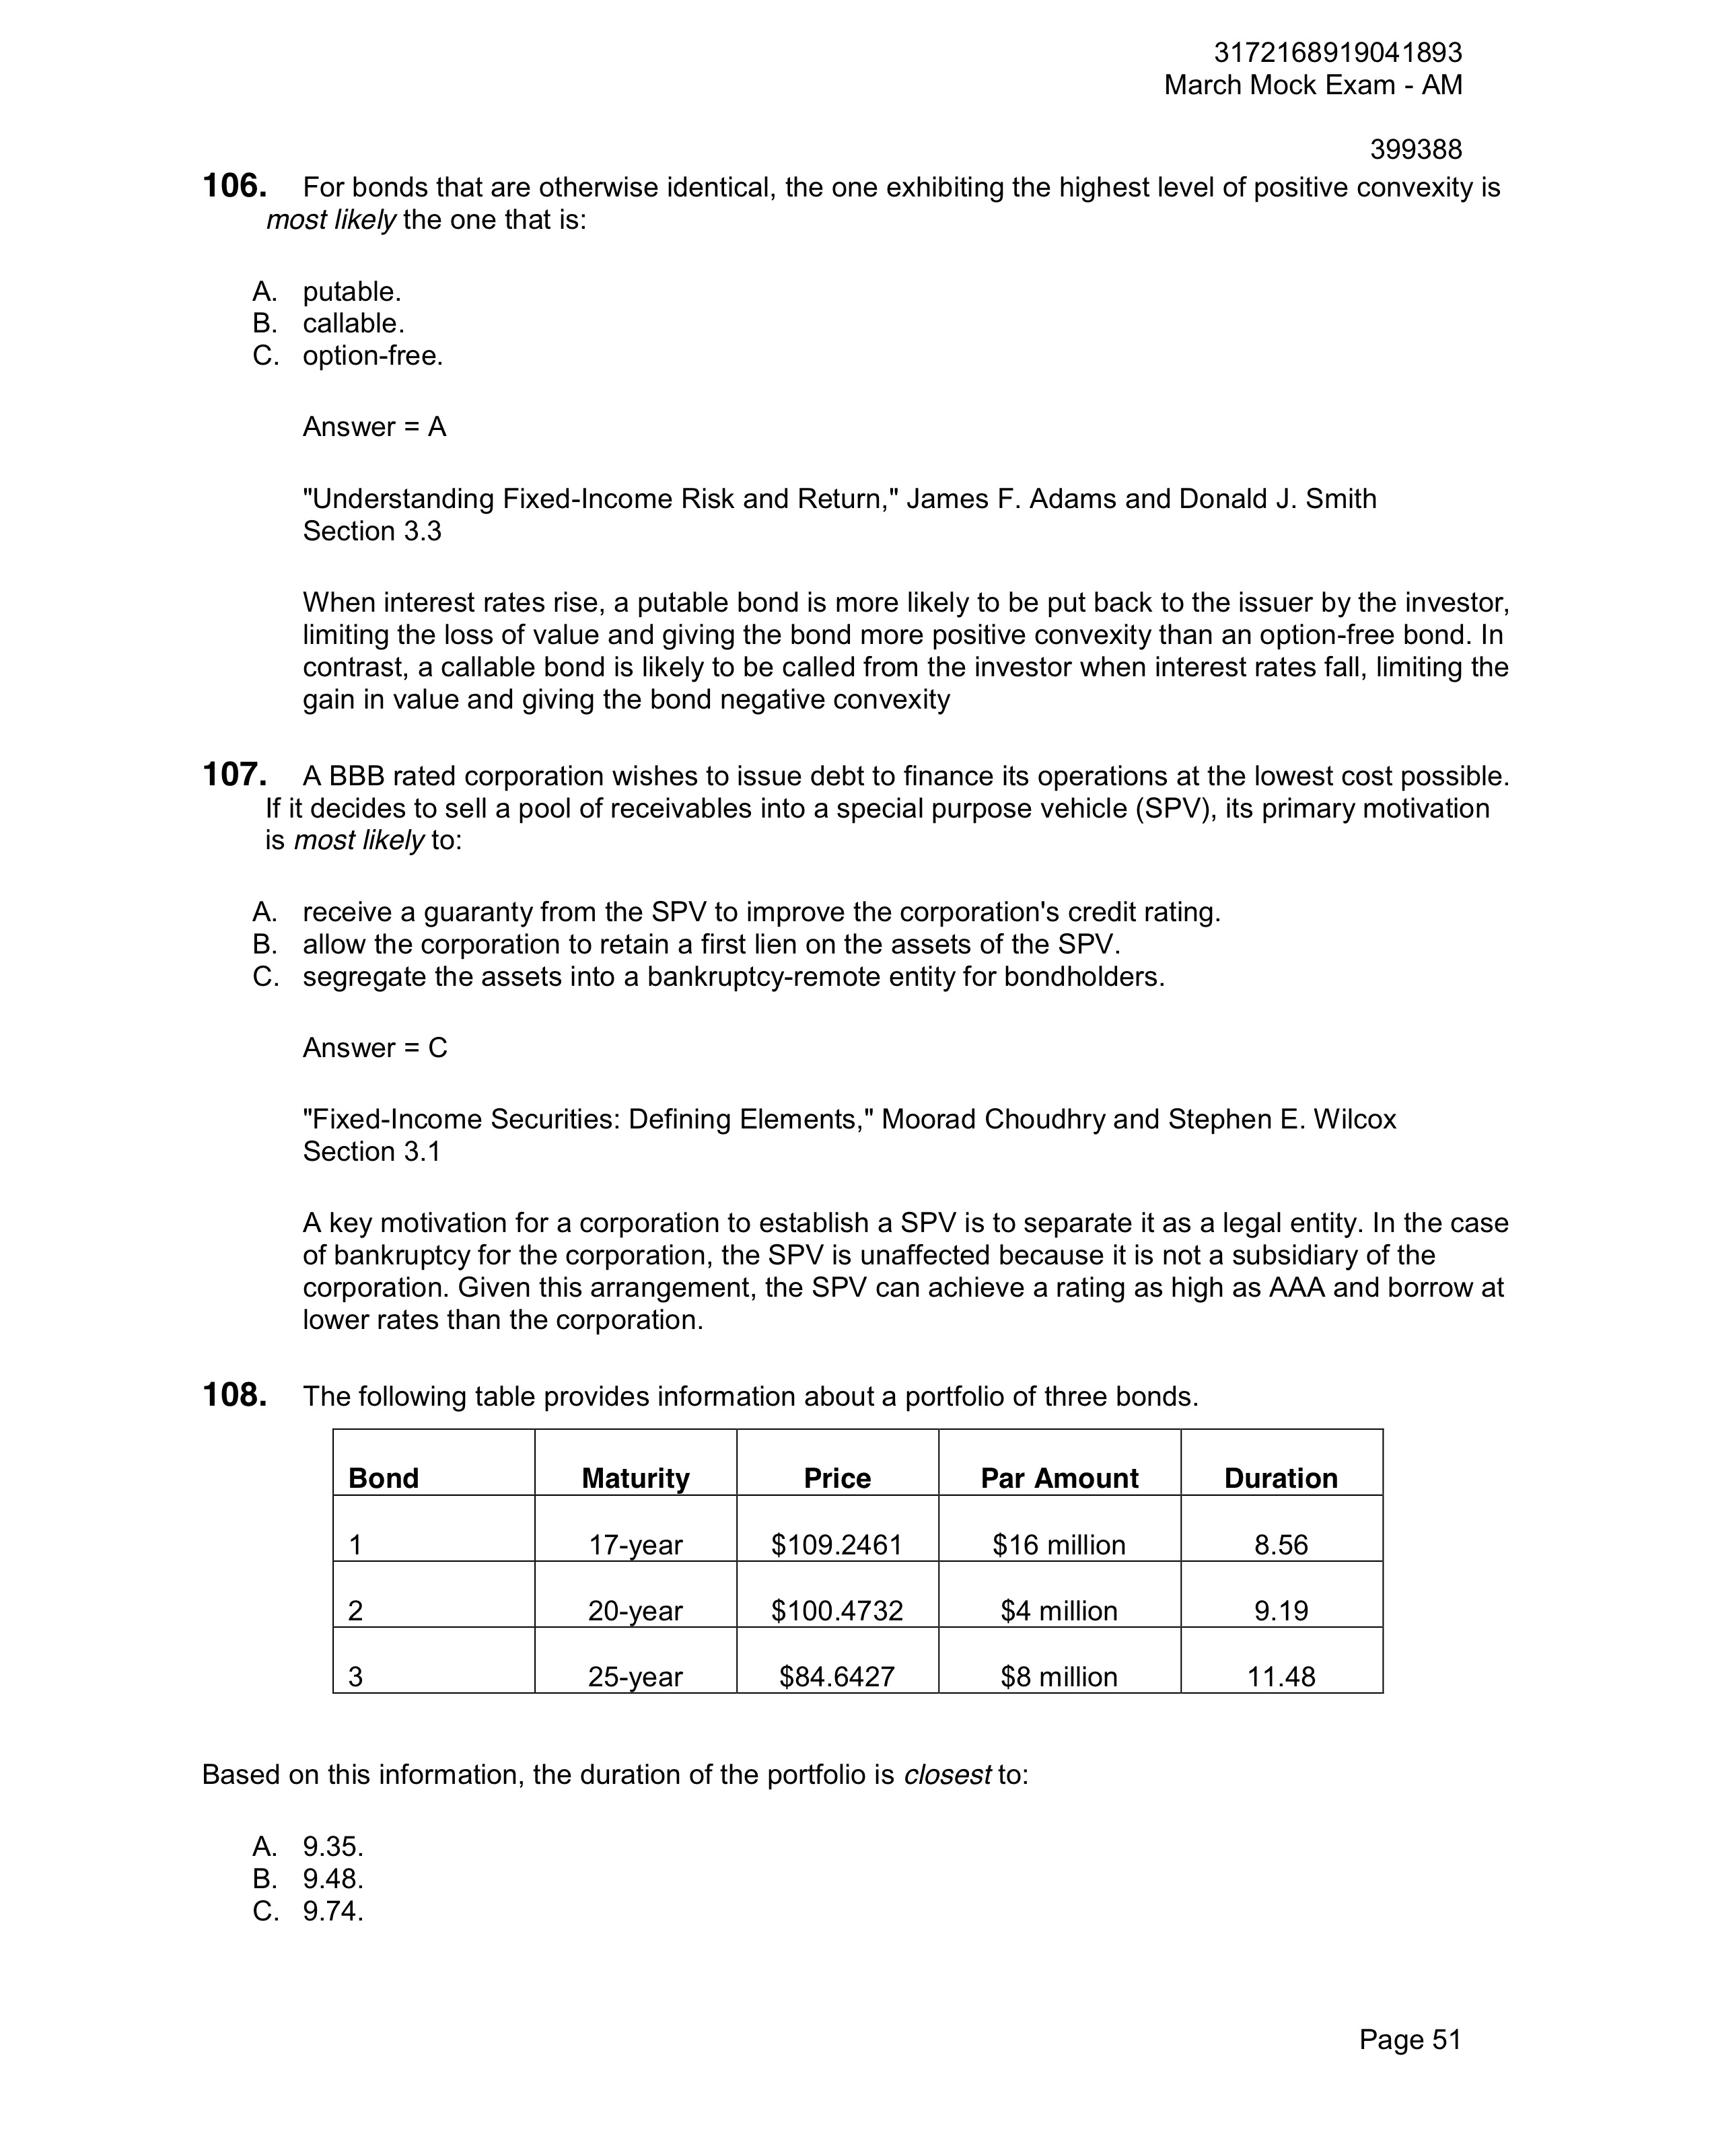 3172168919041893
March Mock Exam - AM
399388
106. For bonds that are otherwise identical, the one exhibiting the highest level of positive convexity is
most likely the one that is:
A. putable.
B. callable.
C. option-free.
Answer = A
"Understanding Fixed-Income Risk and Return," James F. Adams and Donald J. Smith
Section 3.3
When interest rates rise, a putable bond is more likely to be put back to the issuer by the investor,
limiting the loss of value and giving the bond more positive convexity than an option-free bond. In
contrast, a callable bond is likely to be called from the investor when interest rates fall, limiting the
gain in value and giving the bond negative convexity
107. A BBB rated corporation wishes to issue debt to finance its operations at the lowest cost possible.
If it decides to sell a pool of receivables into a special purpose vehicle (SPV), its primary motivation
is most likely to:
A. receive a guaranty from the SPV to improve the corporation's credit rating.
B. allow the corporation to retain a first lien on the assets of the SPV.
C. segregate the assets into a bankruptcy-remote entity for bondholders.
Answer = C
"Fixed-Income Securities: Defining Elements," Moorad Choudhry and Stephen E. Wilcox
Section 3.1
A key motivation for a corporation to establish a SPV is to separate it as a legal entity. In the case
of bankruptcy for the corporation, the SPV is unaffected because it is not a subsidiary of the
corporation. Given this arrangement, the SPV can achieve a rating as high as AAA and borrow at
lower rates than the corporation.
108. The following table provides information about a portfolio of three bonds.
Bond Maturity Price Par Amount Duration
1 17-year $109.2461 $16 million 8.56
2 20-year $100.4732 $4 million 9.19
3 25-year $84.6427 $8 million 11.48
Based on this information, the duration of the portfolio is closest to:
A. 9.35.
B. 9.48.
C. 9.74.
Page 51